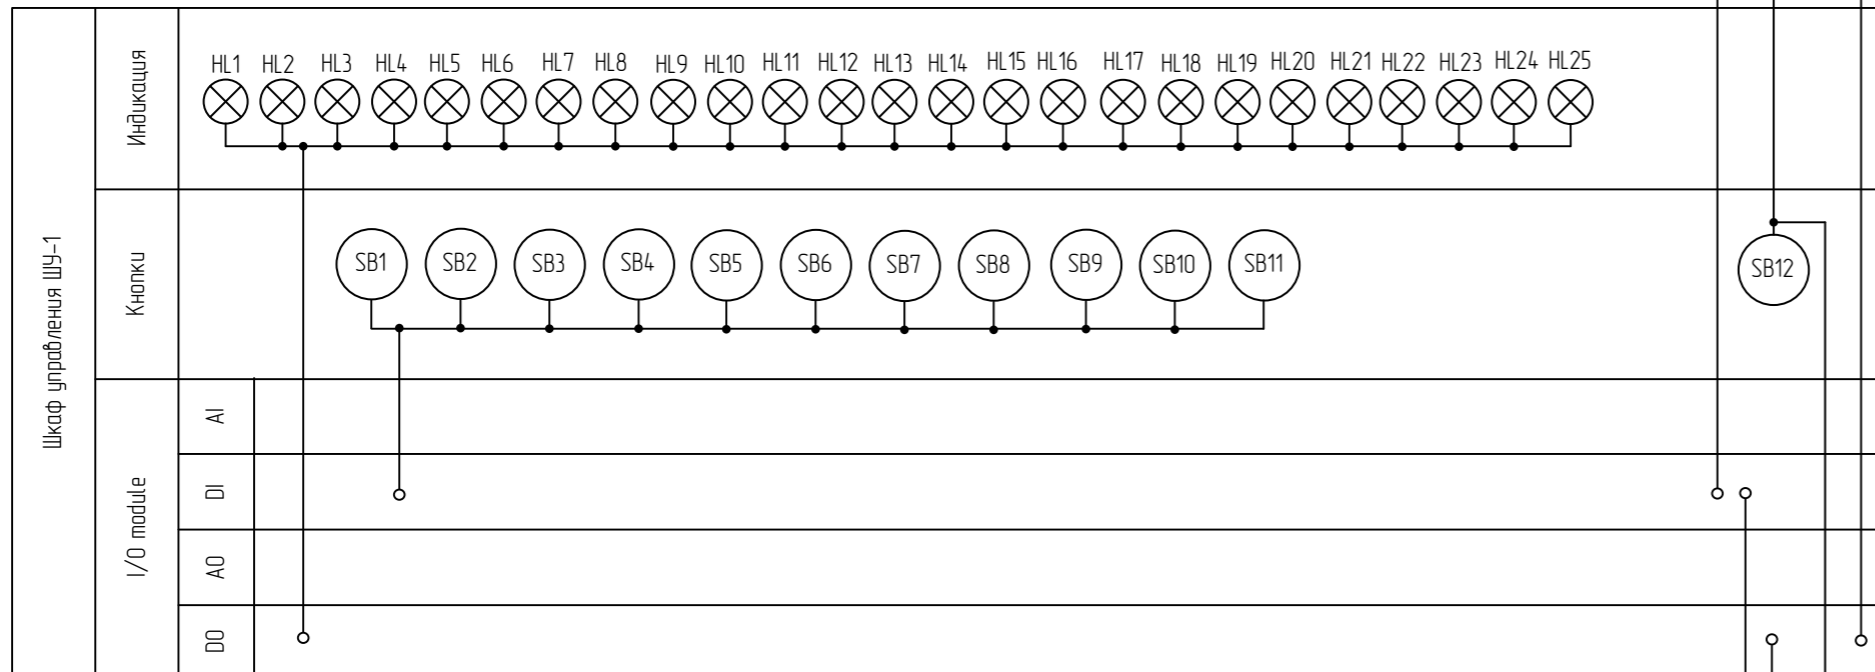 Шкаф управления ШУ-1
Индикация
HL1 HL2 HL3 HL4 HL5 HL6 HL7 HL8 HL9 HL10 HL11 HL12 HL13 HL14 HL15 HL16 HL17 HL18 HL19 HL20 HL21 HL22 HL23 HL24 HL25
Кнопки
SB1 SB2 SB3 SB4 SB5 SB6 SB7 SB8 SB9 SB10 SB11 SB12
I/O module
AI
DI
AO
DO